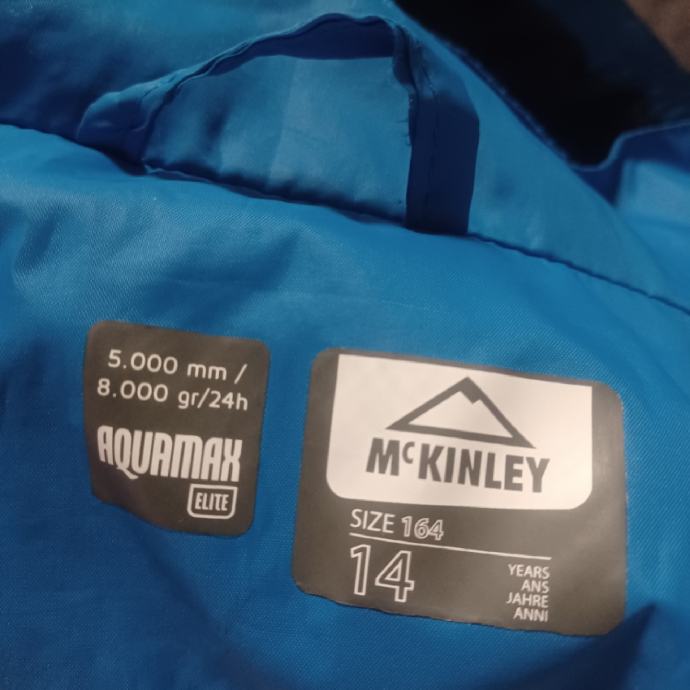 5.000 mm /
8.000 gr/24h
AQUAMAX
ELITE
McKINLEY
SIZE 164
14
YEARS
ANS
JAHRE
ANNI